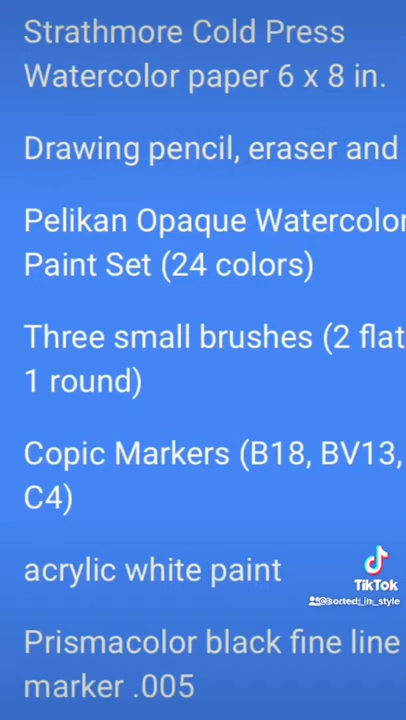 Strathmore Cold Press
Watercolor paper 6 x 8 in.
Drawing pencil, eraser and
Pelikan Opaque Watercolor
Paint Set (24 colors)
Three small brushes (2 flat
1 round)
Copic Markers (B18, BV13,
C4)
acrylic white paint
TikTok
Prismacolor black fine line
marker .005